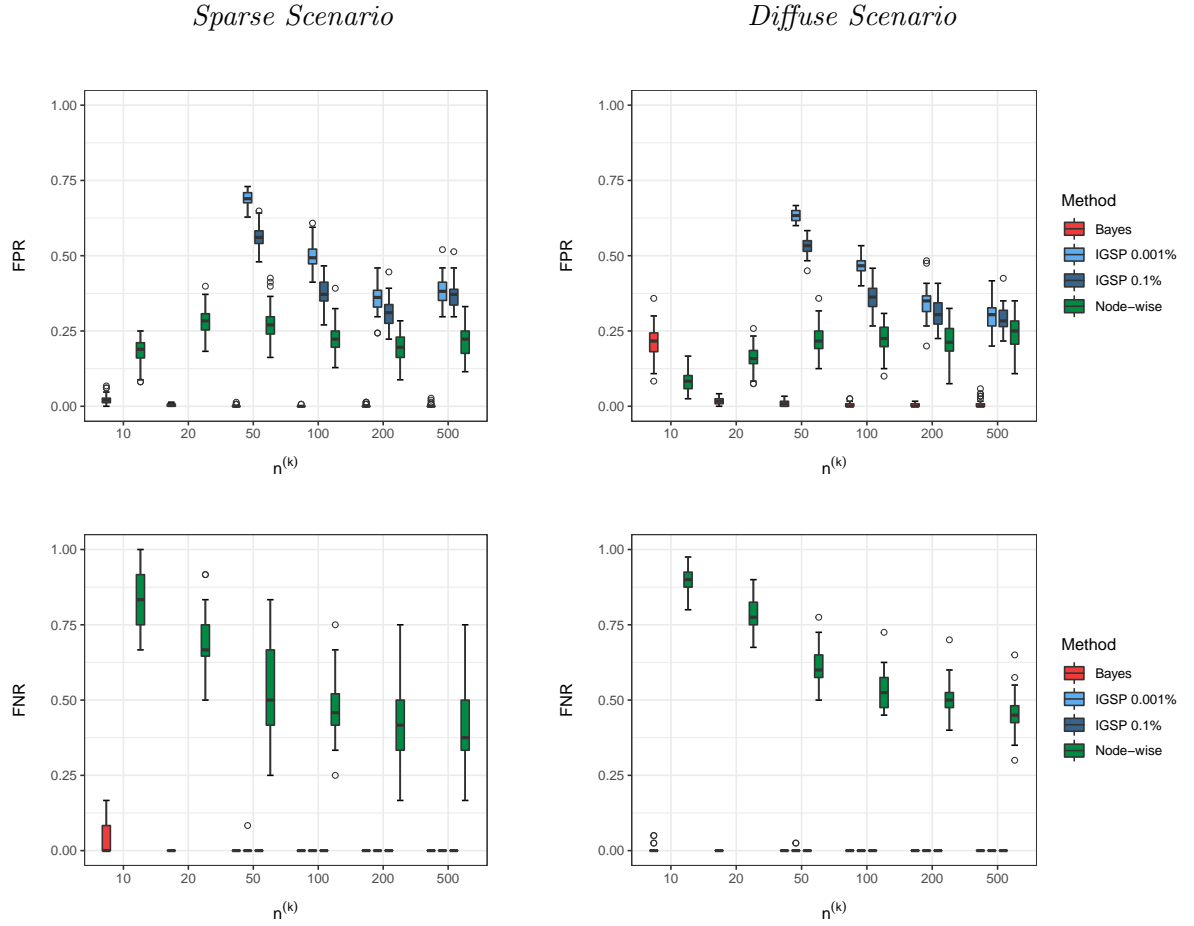 Sparse Scenario
Diffuse Scenario
1.00
0.75
0.50
0.25
0.00
FPR
10 20 50 100 200 500
n(k)
1.00
0.75
0.50
0.25
0.00
FPR
10 20 50 100 200 500
n(k)
Method
Bayes
IGSP 0.001%
IGSP 0.1%
Node−wise
1.00
0.75
0.50
0.25
0.00
FNR
10 20 50 100 200 500
n(k)
1.00
0.75
0.50
0.25
0.00
FNR
10 20 50 100 200 500
n(k)
Method
Bayes
IGSP 0.001%
IGSP 0.1%
Node−wise